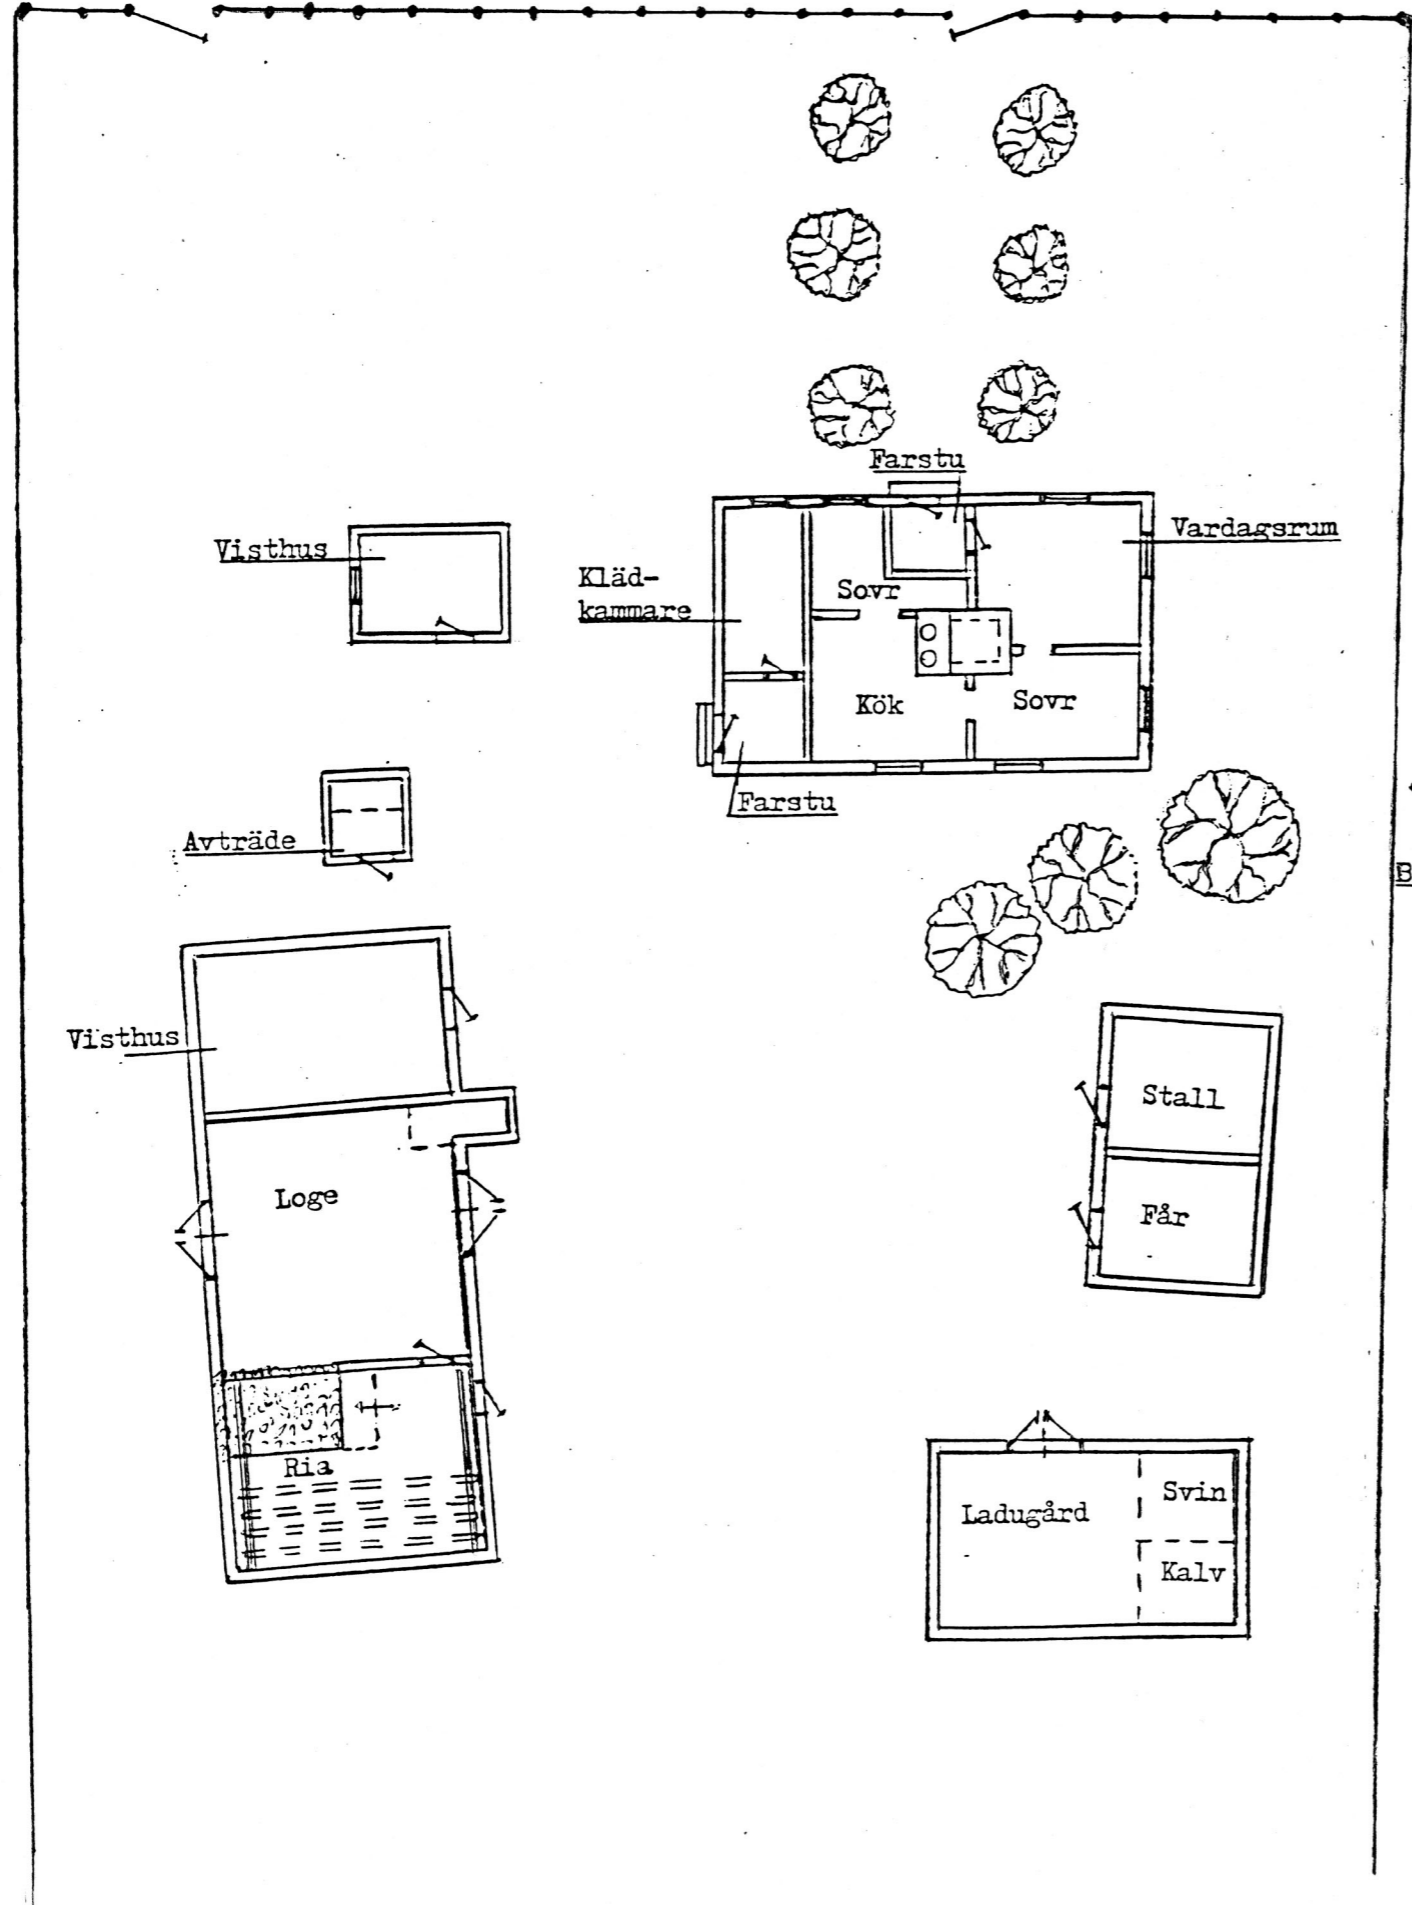 Farstu
Visthus
Vardagsrum
Kläd-
kammare
Sovr
Kök
Sovr
Farstu
Avträde
B
Visthus
Stall
Loge
Får
Ria
Svin
Ladugård
Kalv